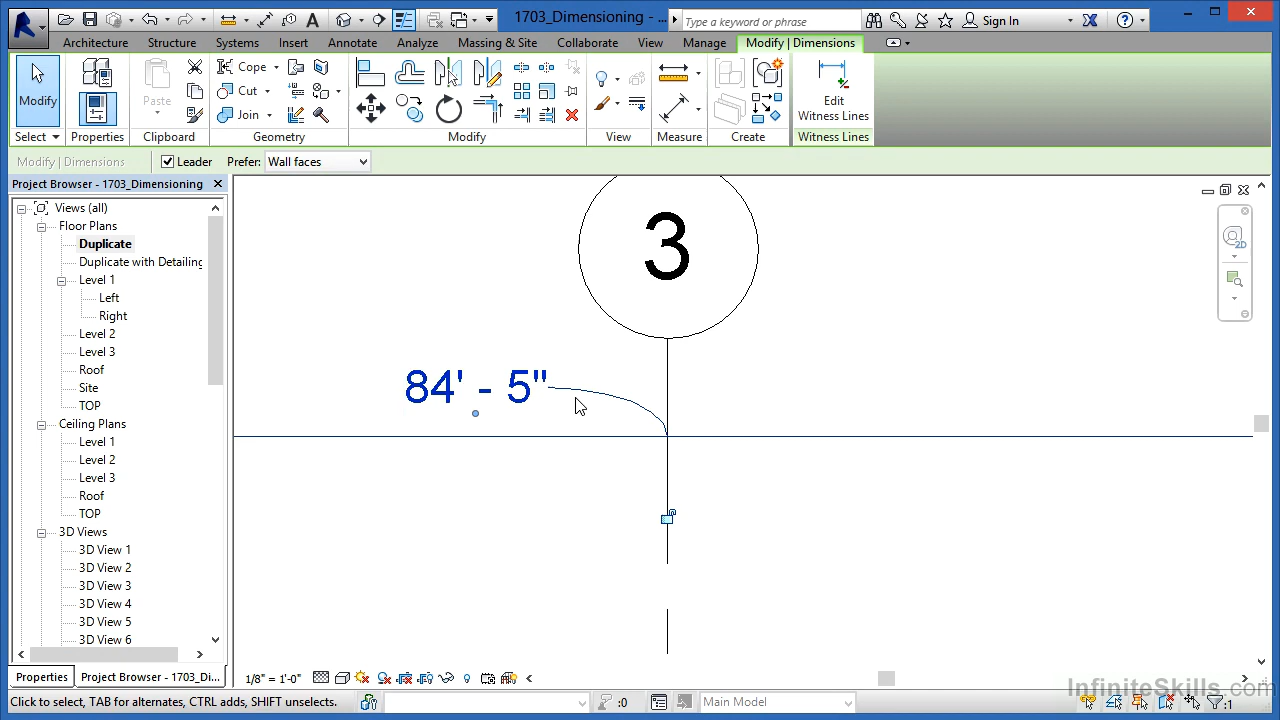 1703_Dimensioning - ...
Type a keyword or phrase
Sign In
Architecture
Structure
Systems
Insert
Annotate
Analyze
Massing & Site
Collaborate
View
Manage
Modify | Dimensions
Modify
Paste
Cope
Cut
Join
Edit
Witness Lines
Select
Properties
Clipboard
Geometry
Modify
View
Measure
Create
Witness Lines
Modify | Dimensions
Leader
Prefer:
Wall faces
Project Browser - 1703_Dimensioning
Views (all)
Floor Plans
Duplicate
Duplicate with Detailing
Level 1
Left
Right
Level 2
Level 3
Roof
Site
TOP
Ceiling Plans
Level 1
Level 2
Level 3
Roof
TOP
3D Views
3D View 1
3D View 2
3D View 3
3D View 4
3D View 5
3D View 6
3
84' - 5"
2D
Properties
Project Browser - 1703_Di...
1/8" = 1'-0"
Click to select, TAB for alternates, CTRL adds, SHIFT unselects.
:0
Main Model
:1
InfiniteSkills.com